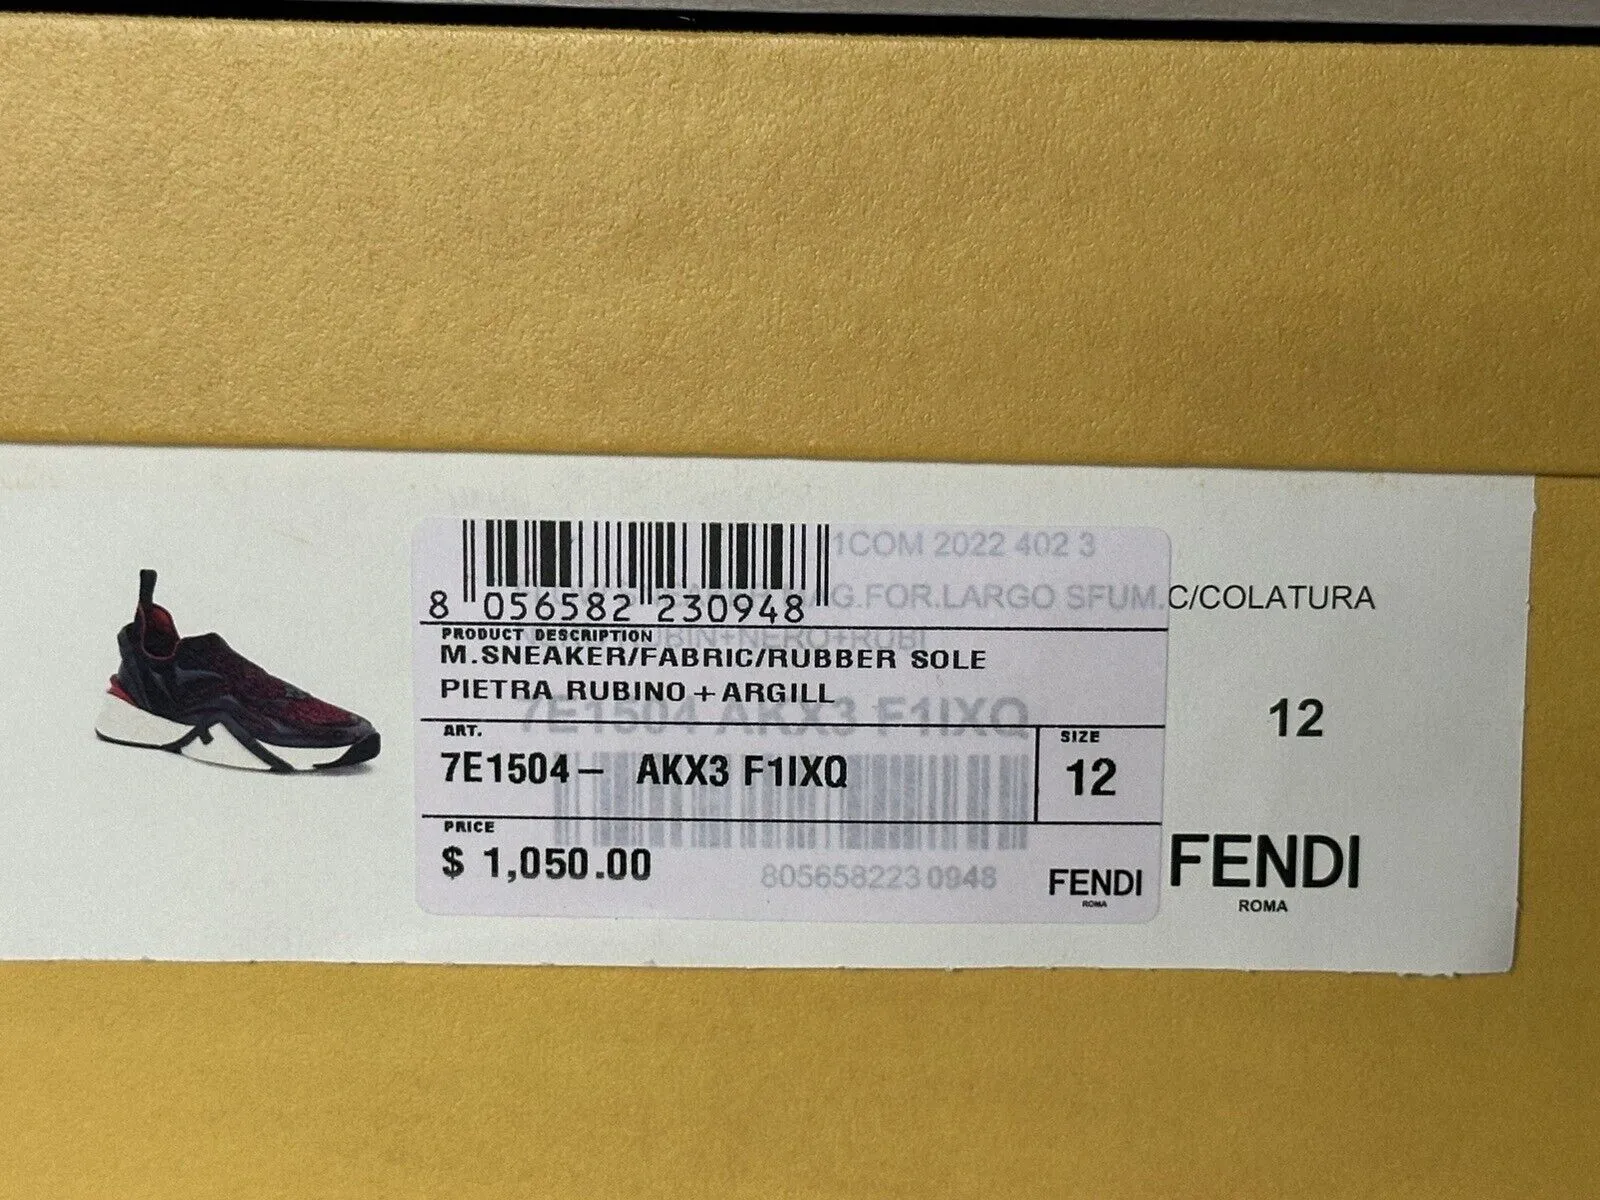 1COM 2022 402 3
AG.FOR.LARGO SFUM.C/COLATURA
8 056582 230948
PRODUCT DESCRIPTION
M.SNEAKER/FABRIC/RUBBER SOLE
PIETRA RUBINO+ARGILL
7E1504 AKX3 F1IXQ
ART.
7E1504- AKX3 F1IXQ
SIZE
12
12
PRICE
$ 1,050.00
8056582230948
FENDI
ROMA
FENDI
ROMA